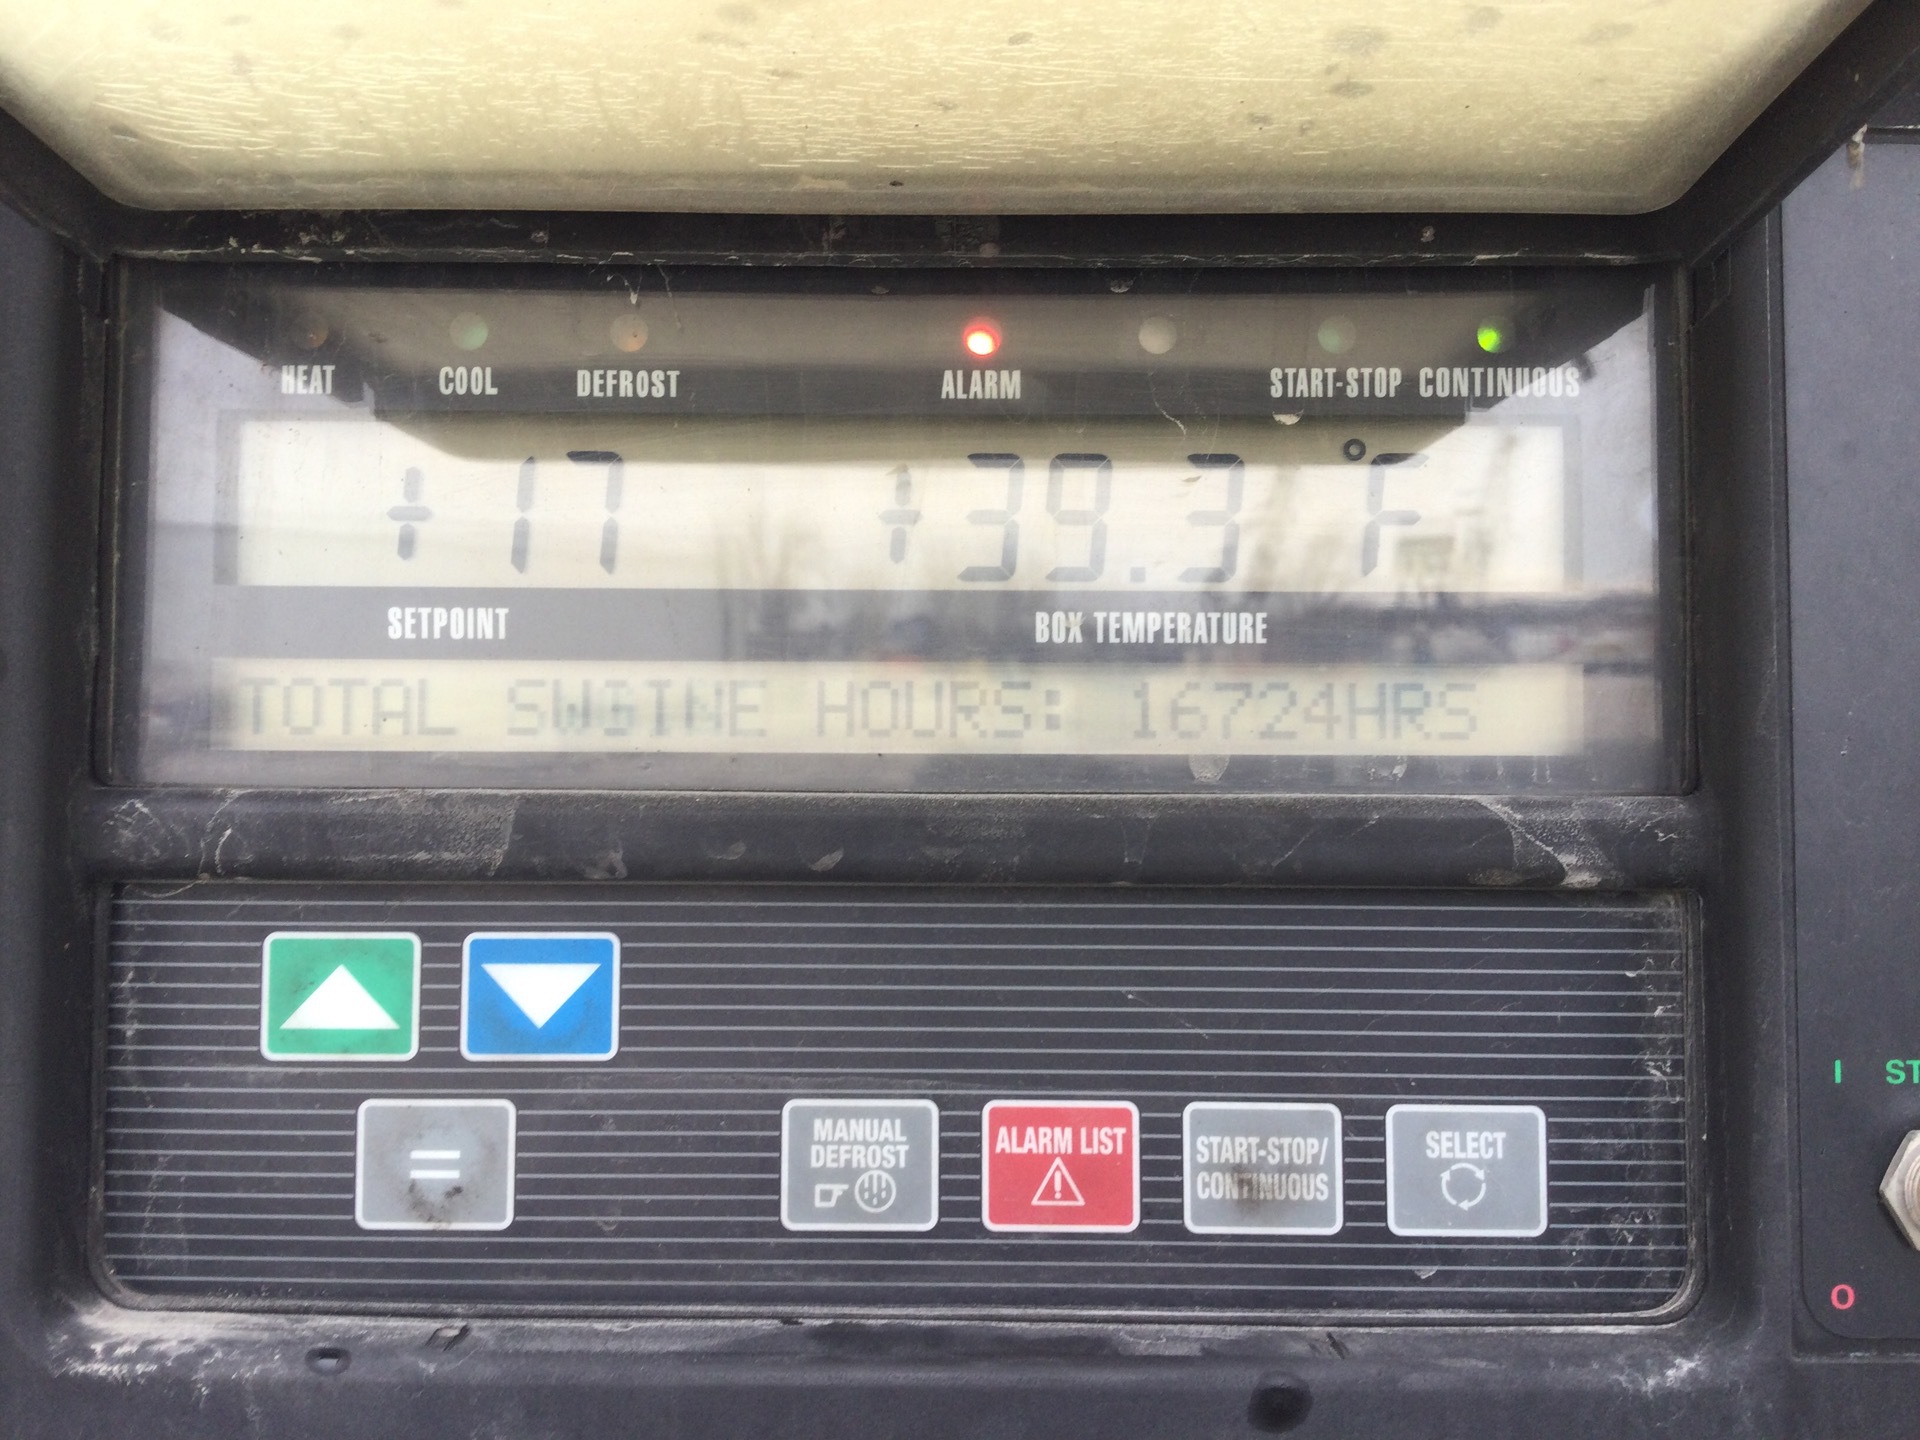 HEAT COOL DEFROST ALARM START-STOP CONTINUOUS
+17 +39.3 °F
SETPOINT BOX TEMPERATURE
TOTAL HOURS: 16724HRS
MANUAL DEFROST
ALARM LIST
START-STOP/
CONTINUOUS
SELECT
=
I ST
O